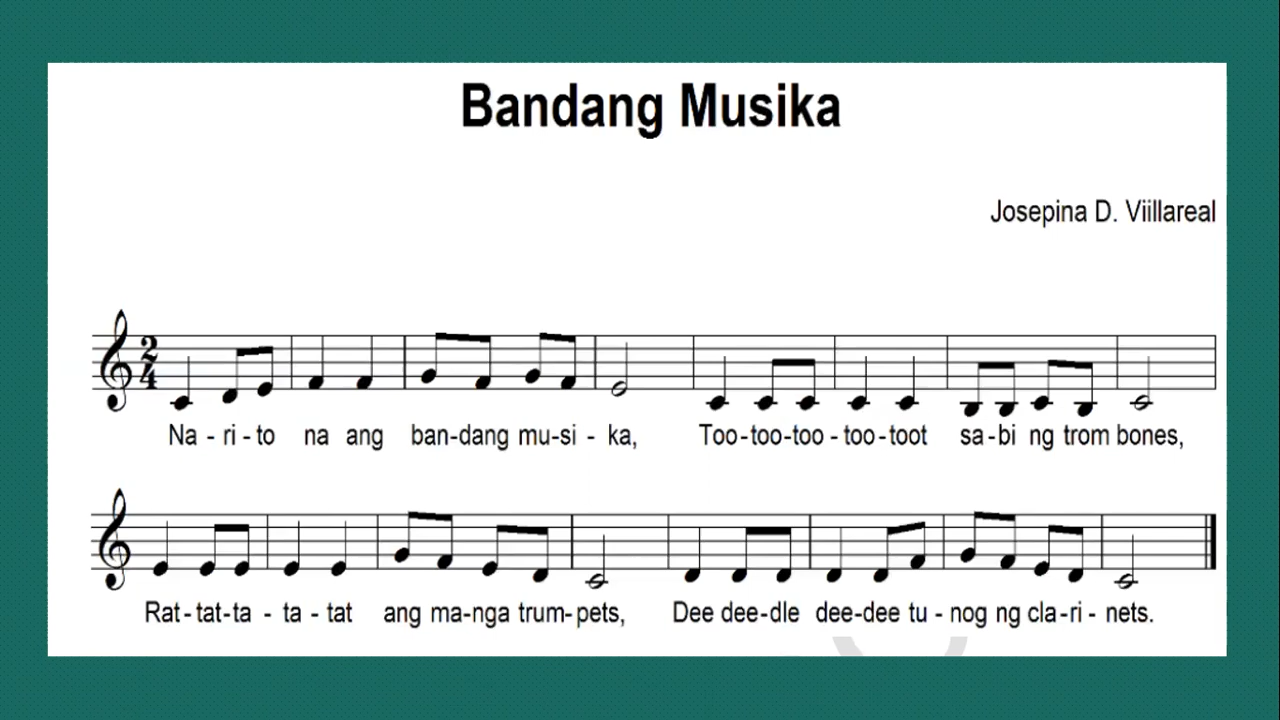 Bandang Musika
Josepina D. Viillareal
2
4
Na - ri - to na ang ban-dang mu-si - ka, Too-too-too - too-toot sa-bi ng trom bones,
Rat-tat-ta - ta - tat ang ma-nga trum-pets, Dee dee-dle dee-dee tu - nog ng cla-ri - nets.